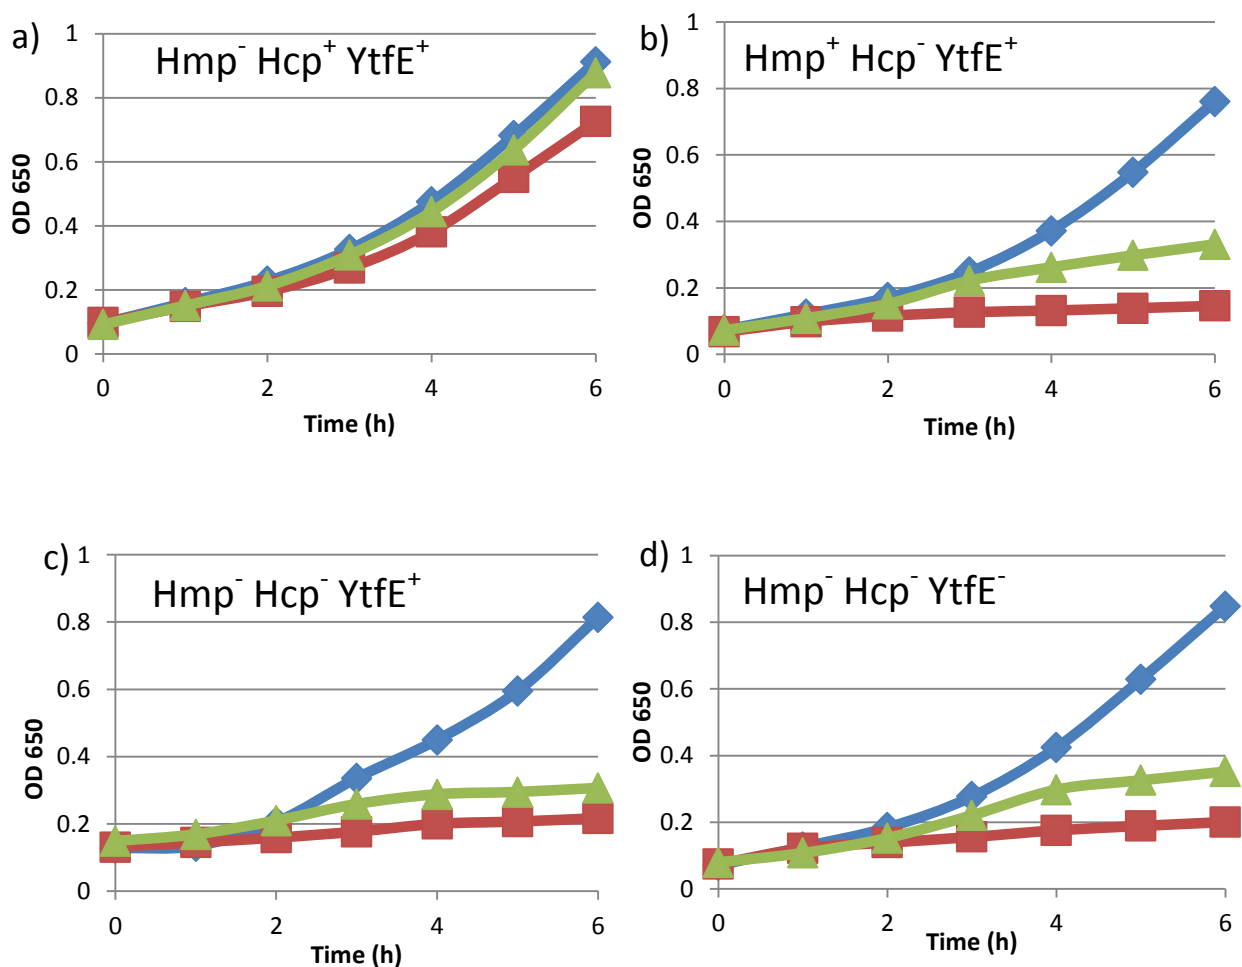 a)
Hmp⁻ Hcp⁺ YtfE⁺
1
0.8
0.6
0.4
0.2
0
OD 650
0 2 4 6
Time (h)
b)
Hmp⁺ Hcp⁻ YtfE⁺
1
0.8
0.6
0.4
0.2
0
OD 650
0 2 4 6
Time (h)
c)
Hmp⁻ Hcp⁻ YtfE⁺
1
0.8
0.6
0.4
0.2
0
OD 650
0 2 4 6
Time (h)
d)
Hmp⁻ Hcp⁻ YtfE⁻
1
0.8
0.6
0.4
0.2
0
OD 650
0 2 4 6
Time (h)